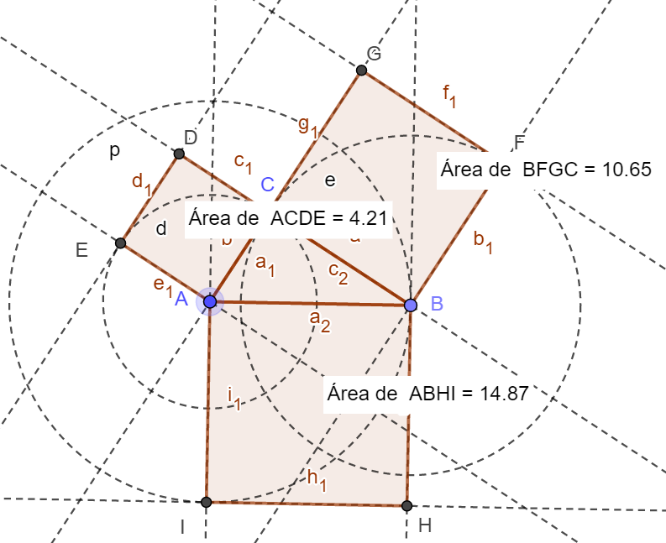 G
f₁
g₁
F
D
p
c₁
Área de BFGC = 10.65
d₁
C
e
Área de ACDE = 4.21
d
E
b
a
b₁
a₁
c₂
e₁
A
B
a₂
Área de ABHI = 14.87
i₁
h₁
I
H